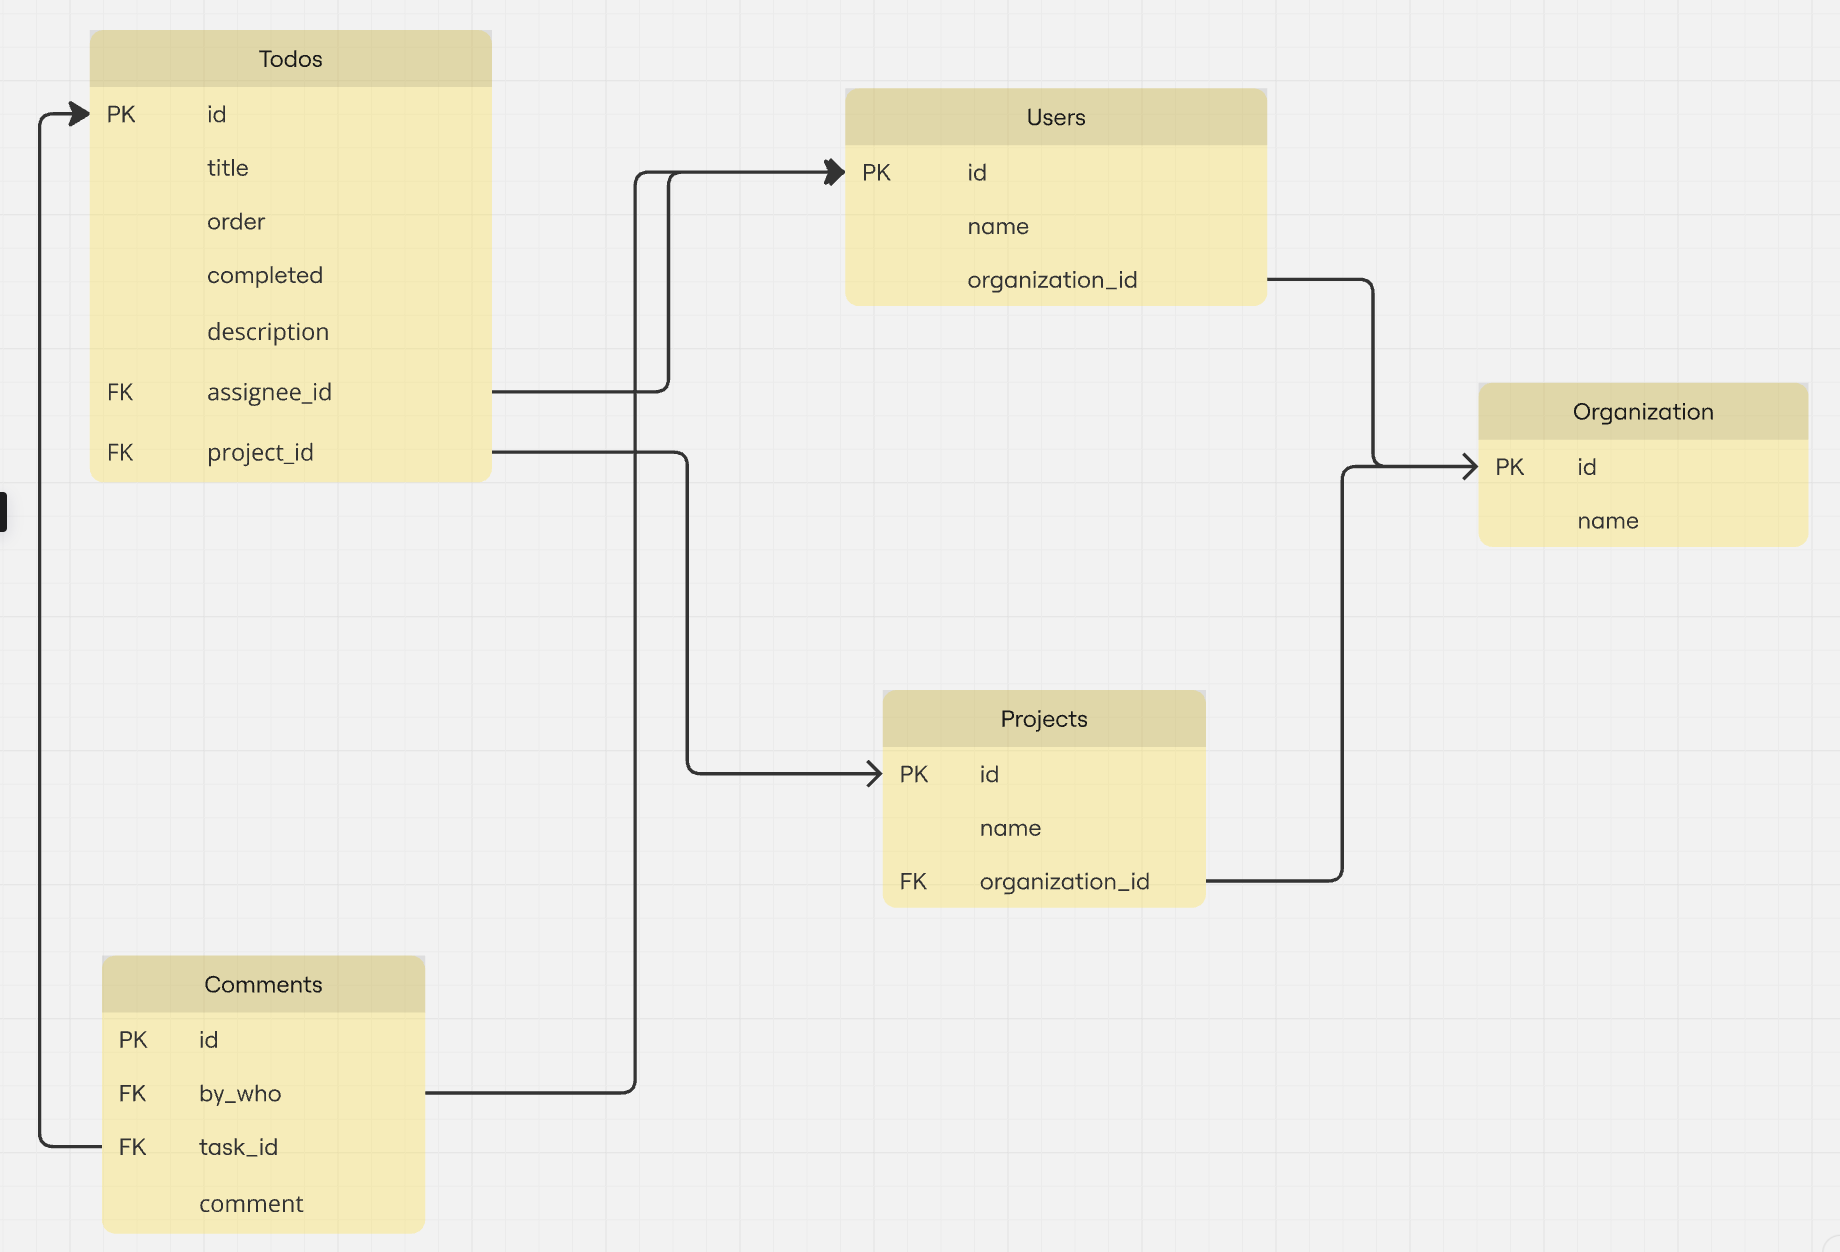 Todos
PK id
title
order
completed
description
FK assignee_id
FK project_id
Users
PK id
name
organization_id
Organization
PK id
name
Projects
PK id
name
FK organization_id
Comments
PK id
FK by_who
FK task_id
comment